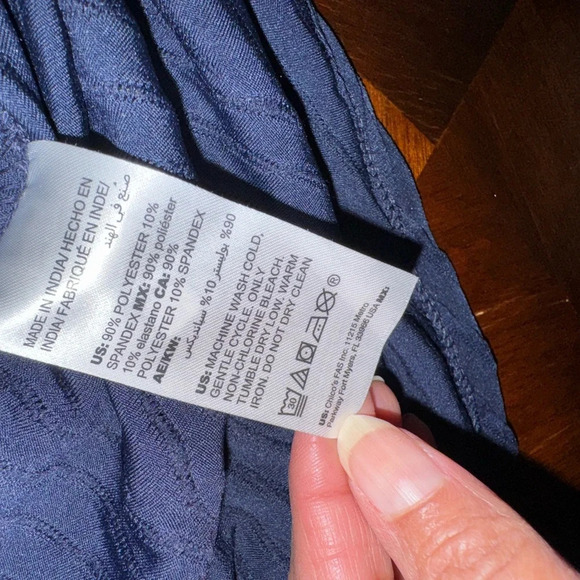 MADE IN INDIA/ HECHO EN
INDIA/ FABRIQUÉ EN INDE/
صُنع في الهند
US: 90% POLYESTER 10%
SPANDEX MX: 90% poliéster
10% elastano CA: 90%
POLYESTER 10% SPANDEX
AE/KW:
%90 بوليستر 10% سباندكس
US: MACHINE WASH COLD,
GENTLE CYCLE. ONLY
NON-CHLORINE BLEACH.
TUMBLE DRY LOW. WARM
IRON. DO NOT DRY CLEAN
30
®
US: Chico's FAS Inc. 11215 Metro
Parkway Fort Myers, FL 33966 USA MX: